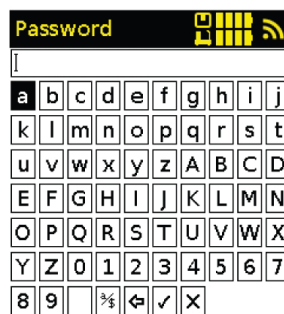 Password
a b c d e f g h i j
k l m n o p q r s t
u v w x y z A B C D
E F G H I J K L M N
O P Q R S T U V W X
Y Z 0 1 2 3 4 5 6 7
8 9 a/$ ⇦ ✓ X